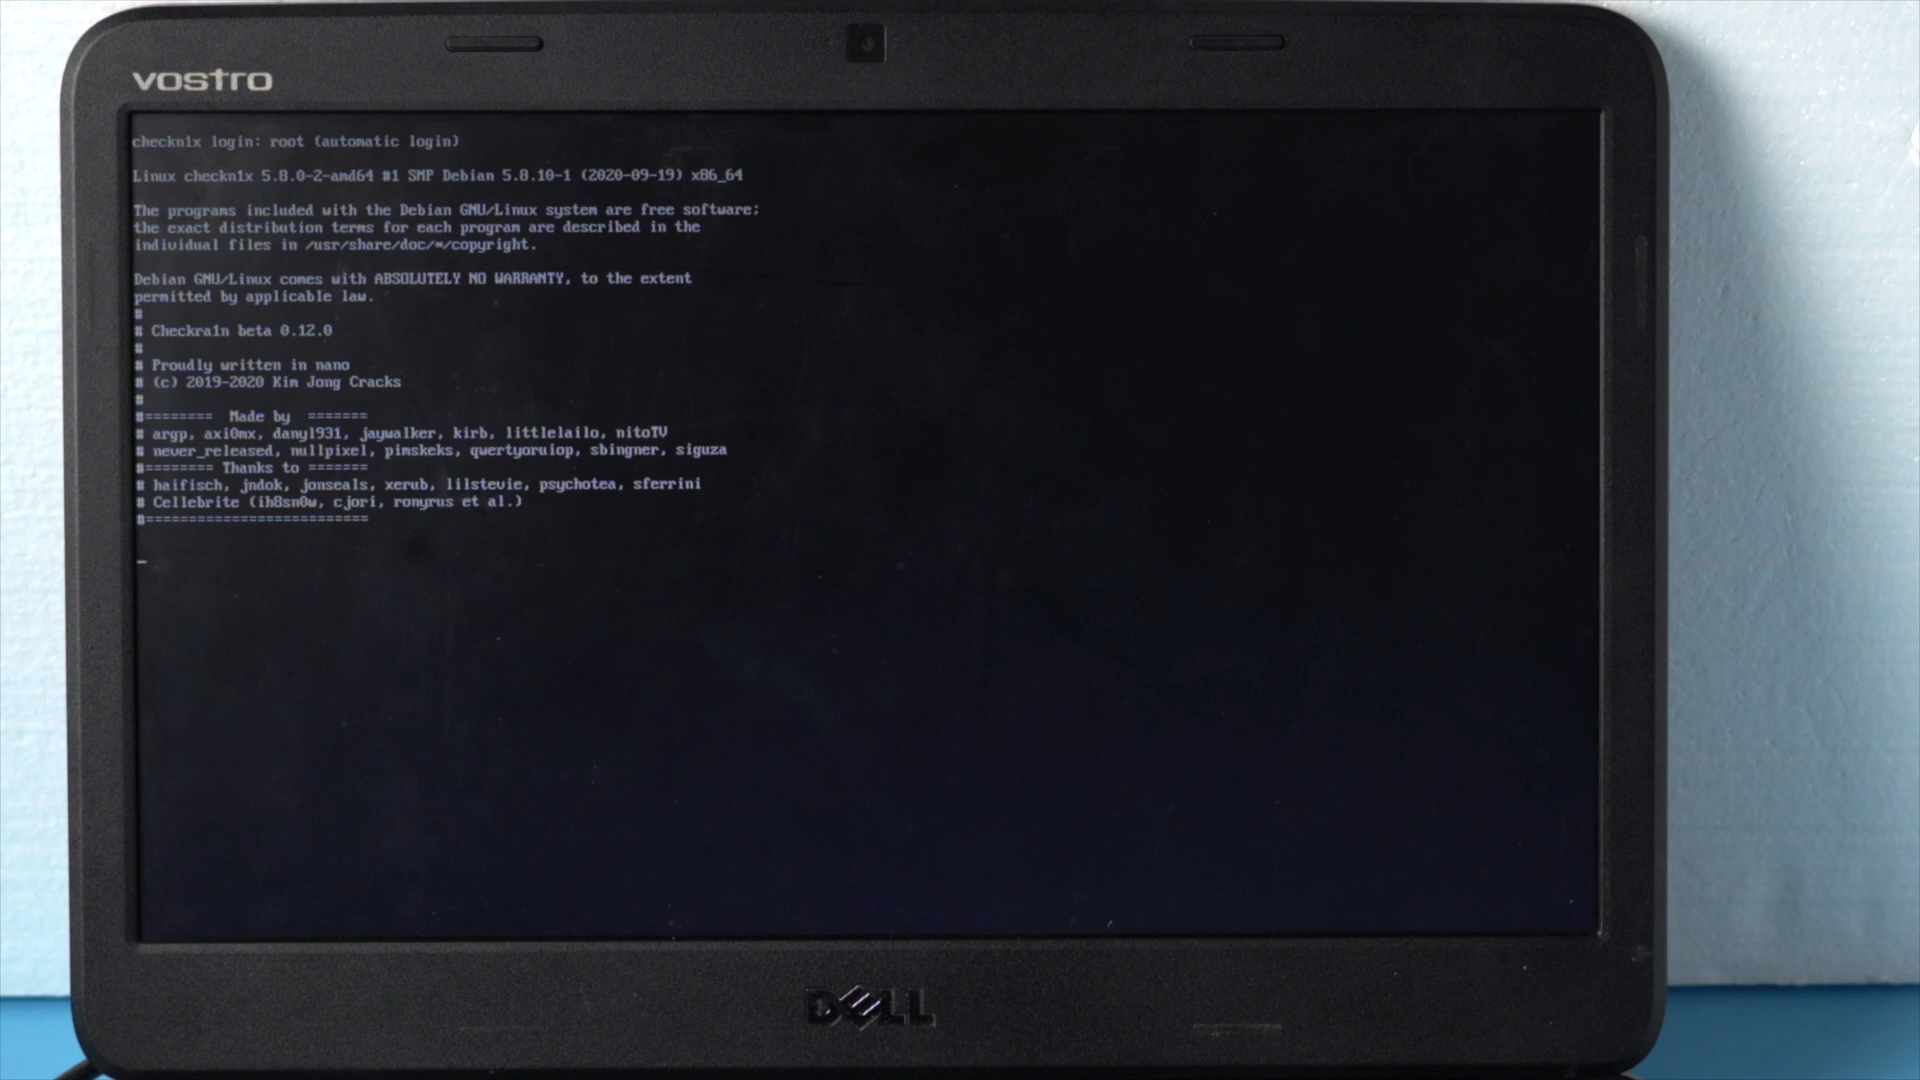 vostro
checkn1x login: root (automatic login)
Linux checkn1x 5.8.0-2-amd64 #1 SMP Debian 5.8.10-1 (2020-09-19) x86_64
The programs included with the Debian GNU/Linux system are free software;
the exact distribution terms for each program are described in the
individual files in /usr/share/doc/*/copyright.
Debian GNU/Linux comes with ABSOLUTELY NO WARRANTY, to the extent
permitted by applicable law.
#
# Checkra1n beta 0.12.0
#
# Proudly written in nano
# (c) 2019-2020 Kim Jong Cracks
#
#======== Made by =======
# argp, axi0mx, danyl931, jaywalker, kirb, littlelailo, nitoTV
# never_released, nullpixel, pimskeks, qwertyoruiop, sbingner, siguza
#======== Thanks to =======
# haifisch, jndok, jonseals, xerub, lilstevie, psychotea, sferrini
# Cellebrite (ih8sn0w, cjori, ronyrus et al.)
#==========================
DELL